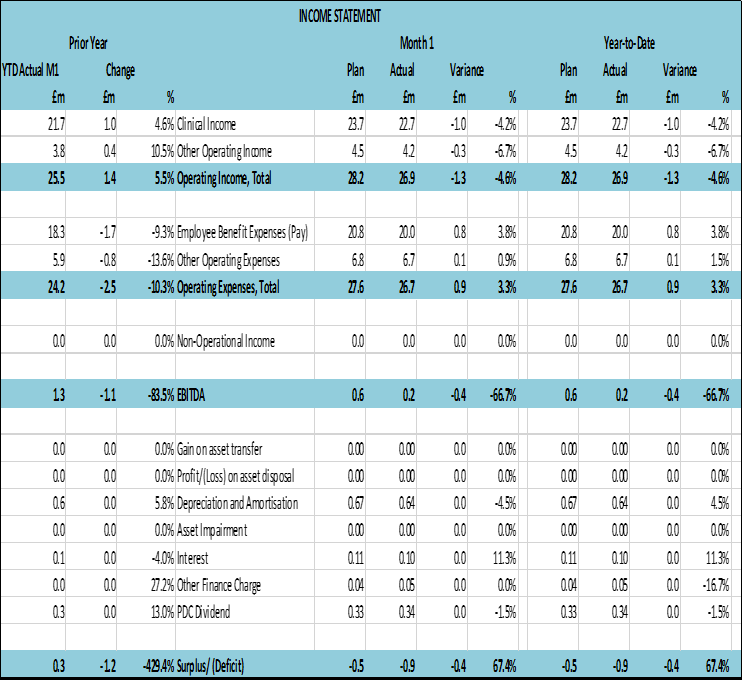 INCOME STATEMENT
Prior Year Month 1 Year-to-Date
YTD Actual M1 Change Plan Actual Variance Plan Actual Variance
£m £m % £m £m £m % £m £m £m %
21.7 1.0 4.6% Clinical Income 23.7 22.7 -1.0 -4.2% 23.7 22.7 -1.0 -4.2%
3.8 0.4 10.5% Other Operating Income 4.5 4.2 -0.3 -6.7% 4.5 4.2 -0.3 -6.7%
25.5 1.4 5.5% Operating Income, Total 28.2 26.9 -1.3 -4.6% 28.2 26.9 -1.3 -4.6%
18.3 -1.7 -9.3% Employee Benefit Expenses (Pay) 20.8 20.0 0.8 3.8% 20.8 20.0 0.8 3.8%
5.9 -0.8 -13.6% Other Operating Expenses 6.8 6.7 0.1 0.9% 6.8 6.7 0.1 1.5%
24.2 -2.5 -10.3% Operating Expenses, Total 27.6 26.7 0.9 3.3% 27.6 26.7 0.9 3.3%
0.0 0.0 0.0% Non-Operational Income 0.0 0.0 0.0 0.0% 0.0 0.0 0.0 0.0%
1.3 -1.1 -83.5% EBITDA 0.6 0.2 -0.4 -66.7% 0.6 0.2 -0.4 -66.7%
0.0 0.0 0.0% Gain on asset transfer 0.00 0.00 0.0 0.0% 0.00 0.00 0.0 0.0%
0.0 0.0 0.0% Profit/(Loss) on asset disposal 0.00 0.00 0.0 0.0% 0.00 0.00 0.0 0.0%
0.6 0.0 5.8% Depreciation and Amortisation 0.67 0.64 0.0 -4.5% 0.67 0.64 0.0 4.5%
0.0 0.0 0.0% Asset Impairment 0.00 0.00 0.0 0.0% 0.00 0.00 0.0 0.0%
0.1 0.0 -4.0% Interest 0.11 0.10 0.0 11.3% 0.11 0.10 0.0 11.3%
0.0 0.0 27.2% Other Finance Charge 0.04 0.05 0.0 0.0% 0.04 0.05 0.0 -16.7%
0.3 0.0 13.0% PDC Dividend 0.33 0.34 0.0 -1.5% 0.33 0.34 0.0 -1.5%
0.3 -1.2 -429.4% Surplus/ (Deficit) -0.5 -0.9 -0.4 67.4% -0.5 -0.9 -0.4 67.4%